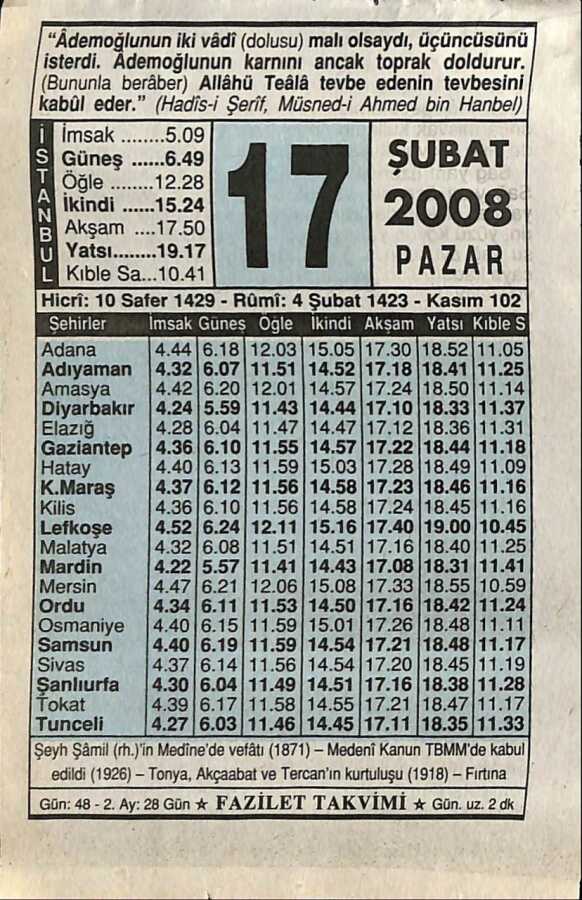 "Âdemoğlunun iki vâdî (dolusu) malı olsaydı, üçüncüsünü
isterdi. Âdemoğlunun karnını ancak toprak doldurur.
(Bununla berâber) Allâhü Teâlâ tevbe edenin tevbesini
kabûl eder." (Hadîs-i Şerîf, Müsned-i Ahmed bin Hanbel)
İSTANBUL
İmsak ........5.09
Güneş ......6.49
Öğle ........12.28
İkindi ......15.24
Akşam ....17.50
Yatsı........19.17
Kıble Sa...10.41
17
ŞUBAT
2008
PAZAR
Hicrî: 10 Safer 1429 - Rûmî: 4 Şubat 1423 - Kasım 102
Şehirler İmsak Güneş Öğle İkindi Akşam Yatsı Kıble S
Adana 4.44 6.18 12.03 15.05 17.30 18.52 11.05
Adıyaman 4.32 6.07 11.51 14.52 17.18 18.41 11.25
Amasya 4.42 6.20 12.01 14.57 17.24 18.50 11.14
Diyarbakır 4.24 5.59 11.43 14.44 17.10 18.33 11.37
Elazığ 4.28 6.04 11.47 14.47 17.12 18.36 11.31
Gaziantep 4.36 6.10 11.55 14.57 17.22 18.44 11.18
Hatay 4.40 6.13 11.59 15.03 17.28 18.49 11.09
K.Maraş 4.37 6.12 11.56 14.58 17.23 18.46 11.16
Kilis 4.36 6.10 11.56 14.58 17.24 18.45 11.16
Lefkoşe 4.52 6.24 12.11 15.16 17.40 19.00 10.45
Malatya 4.32 6.08 11.51 14.51 17.16 18.40 11.25
Mardin 4.22 5.57 11.41 14.43 17.08 18.31 11.41
Mersin 4.47 6.21 12.06 15.08 17.33 18.55 10.59
Ordu 4.34 6.11 11.53 14.50 17.16 18.42 11.24
Osmaniye 4.40 6.15 11.59 15.01 17.26 18.48 11.11
Samsun 4.40 6.19 11.59 14.54 17.21 18.48 11.17
Sivas 4.37 6.14 11.56 14.54 17.20 18.45 11.19
Şanlıurfa 4.30 6.04 11.49 14.51 17.16 18.38 11.28
Tokat 4.39 6.17 11.58 14.55 17.21 18.47 11.17
Tunceli 4.27 6.03 11.46 14.45 17.11 18.35 11.33
Şeyh Şâmil (rh.)'in Medîne'de vefâtı (1871) – Medenî Kanun TBMM'de kabul
edildi (1926) – Tonya, Akçaabat ve Tercan'ın kurtuluşu (1918) – Fırtına
Gün: 48 - 2. Ay: 28 Gün ★ FAZİLET TAKVİMİ ★ Gün. uz. 2 dk